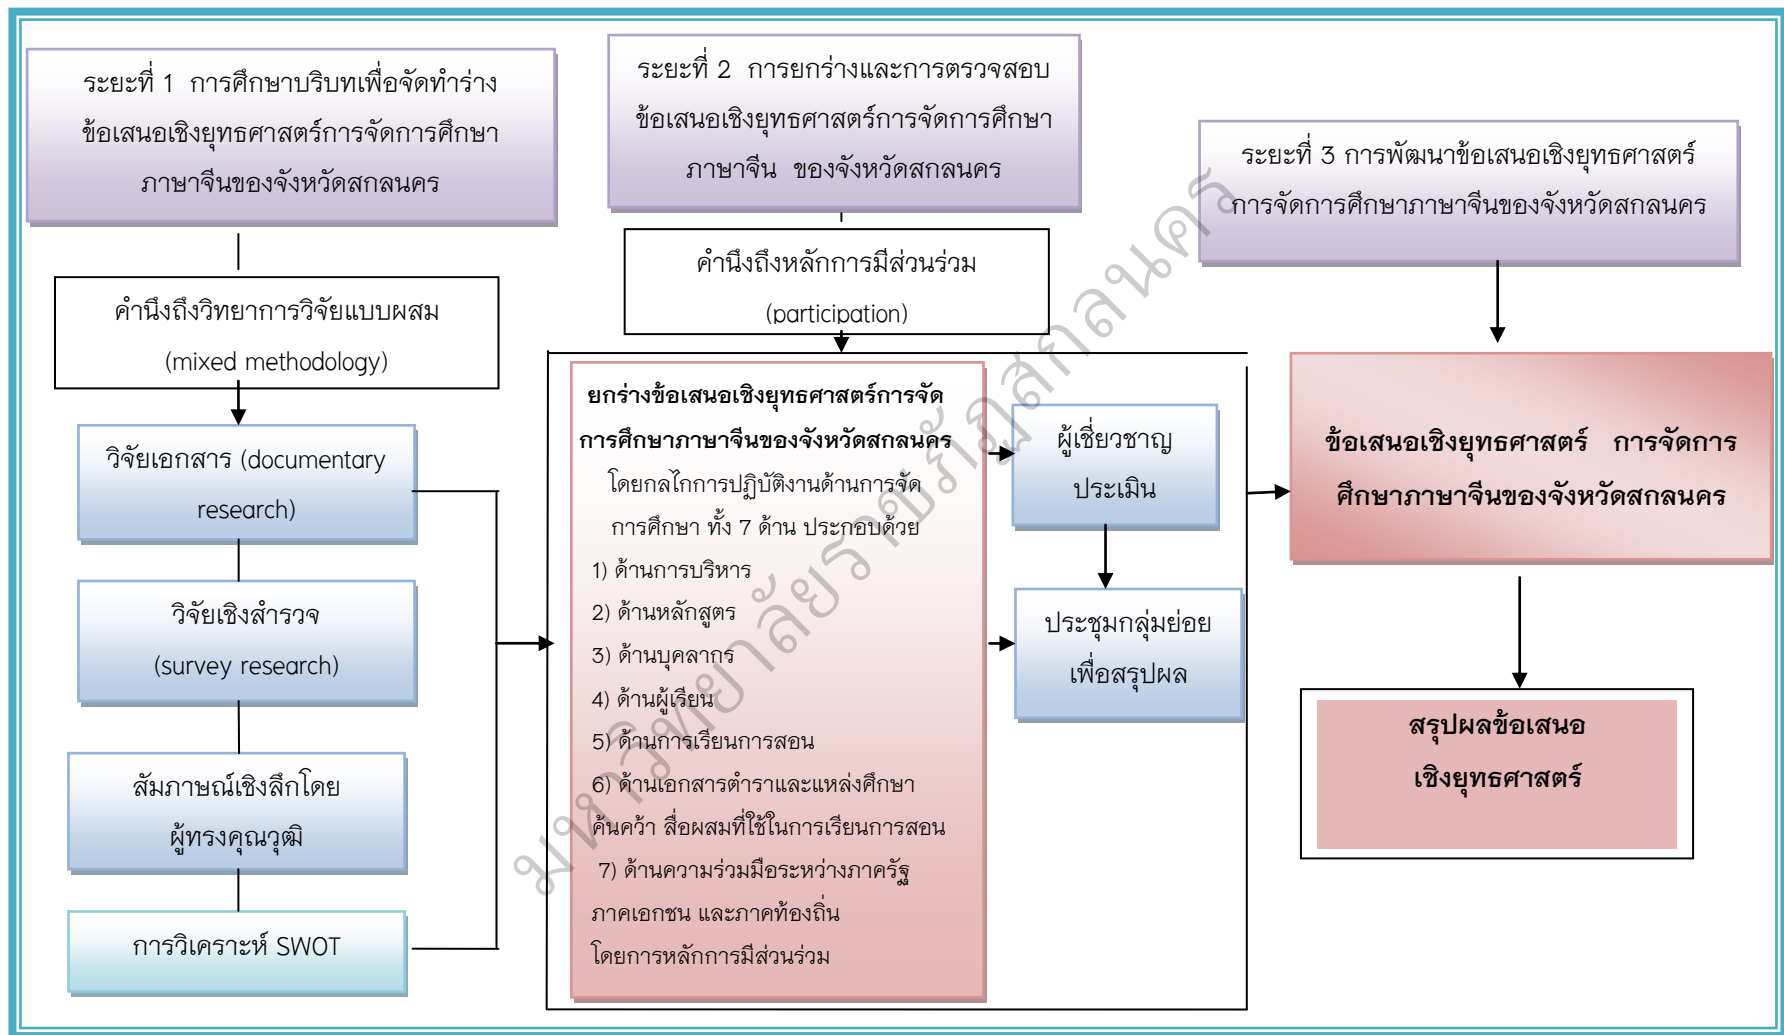 ระยะที่ 1  การศึกษาบริบทเพื่อจัดทำร่าง
ข้อเสนอเชิงยุทธศาสตร์การจัดการศึกษา
ภาษาจีนของจังหวัดสกลนคร
คำนึงถึงวิทยาการวิจัยแบบผสม
(mixed methodology)
วิจัยเอกสาร (documentary
research)
วิจัยเชิงสำรวจ
(survey research)
สัมภาษณ์เชิงลึกโดย
ผู้ทรงคุณวุฒิ
การวิเคราะห์ SWOT
ระยะที่ 2  การยกร่างและการตรวจสอบ
ข้อเสนอเชิงยุทธศาสตร์การจัดการศึกษา
ภาษาจีน  ของจังหวัดสกลนคร
คำนึงถึงหลักการมีส่วนร่วม
(participation)
ยกร่างข้อเสนอเชิงยุทธศาสตร์การจัด
การศึกษาภาษาจีนของจังหวัดสกลนคร
โดยกลไกการปฏิบัติงานด้านการจัด
การศึกษา ทั้ง 7 ด้าน ประกอบด้วย
1) ด้านการบริหาร
2) ด้านหลักสูตร
3) ด้านบุคลากร
4) ด้านผู้เรียน
5) ด้านการเรียนการสอน
6) ด้านเอกสารตำราและแหล่งศึกษา
ค้นคว้า สื่อผสมที่ใช้ในการเรียนการสอน
7) ด้านความร่วมมือระหว่างภาครัฐ
ภาคเอกชน และภาคท้องถิ่น
โดยการหลักการมีส่วนร่วม
ผู้เชี่ยวชาญ
ประเมิน
ประชุมกลุ่มย่อย
เพื่อสรุปผล
ระยะที่ 3 การพัฒนาข้อเสนอเชิงยุทธศาสตร์
การจัดการศึกษาภาษาจีนของจังหวัดสกลนคร
ข้อเสนอเชิงยุทธศาสตร์   การจัดการ
ศึกษาภาษาจีนของจังหวัดสกลนคร
สรุปผลข้อเสนอ
เชิงยุทธศาสตร์
มหาวิทยาลัยราชภัฏสกลนคร